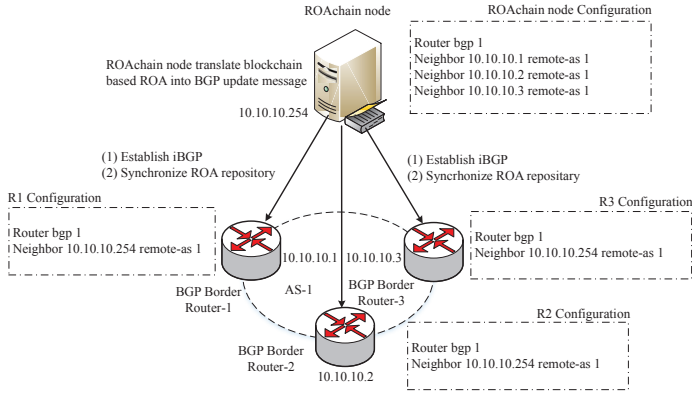 ROAchain node
ROAchain node Configuration
Router bgp 1
Neighbor 10.10.10.1 remote-as 1
Neighbor 10.10.10.2 remote-as 1
Neighbor 10.10.10.3 remote-as 1
ROAchain node translate blockchain
based ROA into BGP update message
10.10.10.254
(1) Establish iBGP
(2) Synchronize ROA repository
(1) Establish iBGP
(2) Syncrhonize ROA repositary
R1 Configuration
Router bgp 1
Neighbor 10.10.10.254 remote-as 1
R3 Configuration
Router bgp 1
Neighbor 10.10.10.254 remote-as 1
10.10.10.1
10.10.10.3
BGP Border
Router-1
AS-1
BGP Border
Router-3
BGP Border
Router-2
10.10.10.2
R2 Configuration
Router bgp 1
Neighbor 10.10.10.254 remote-as 1